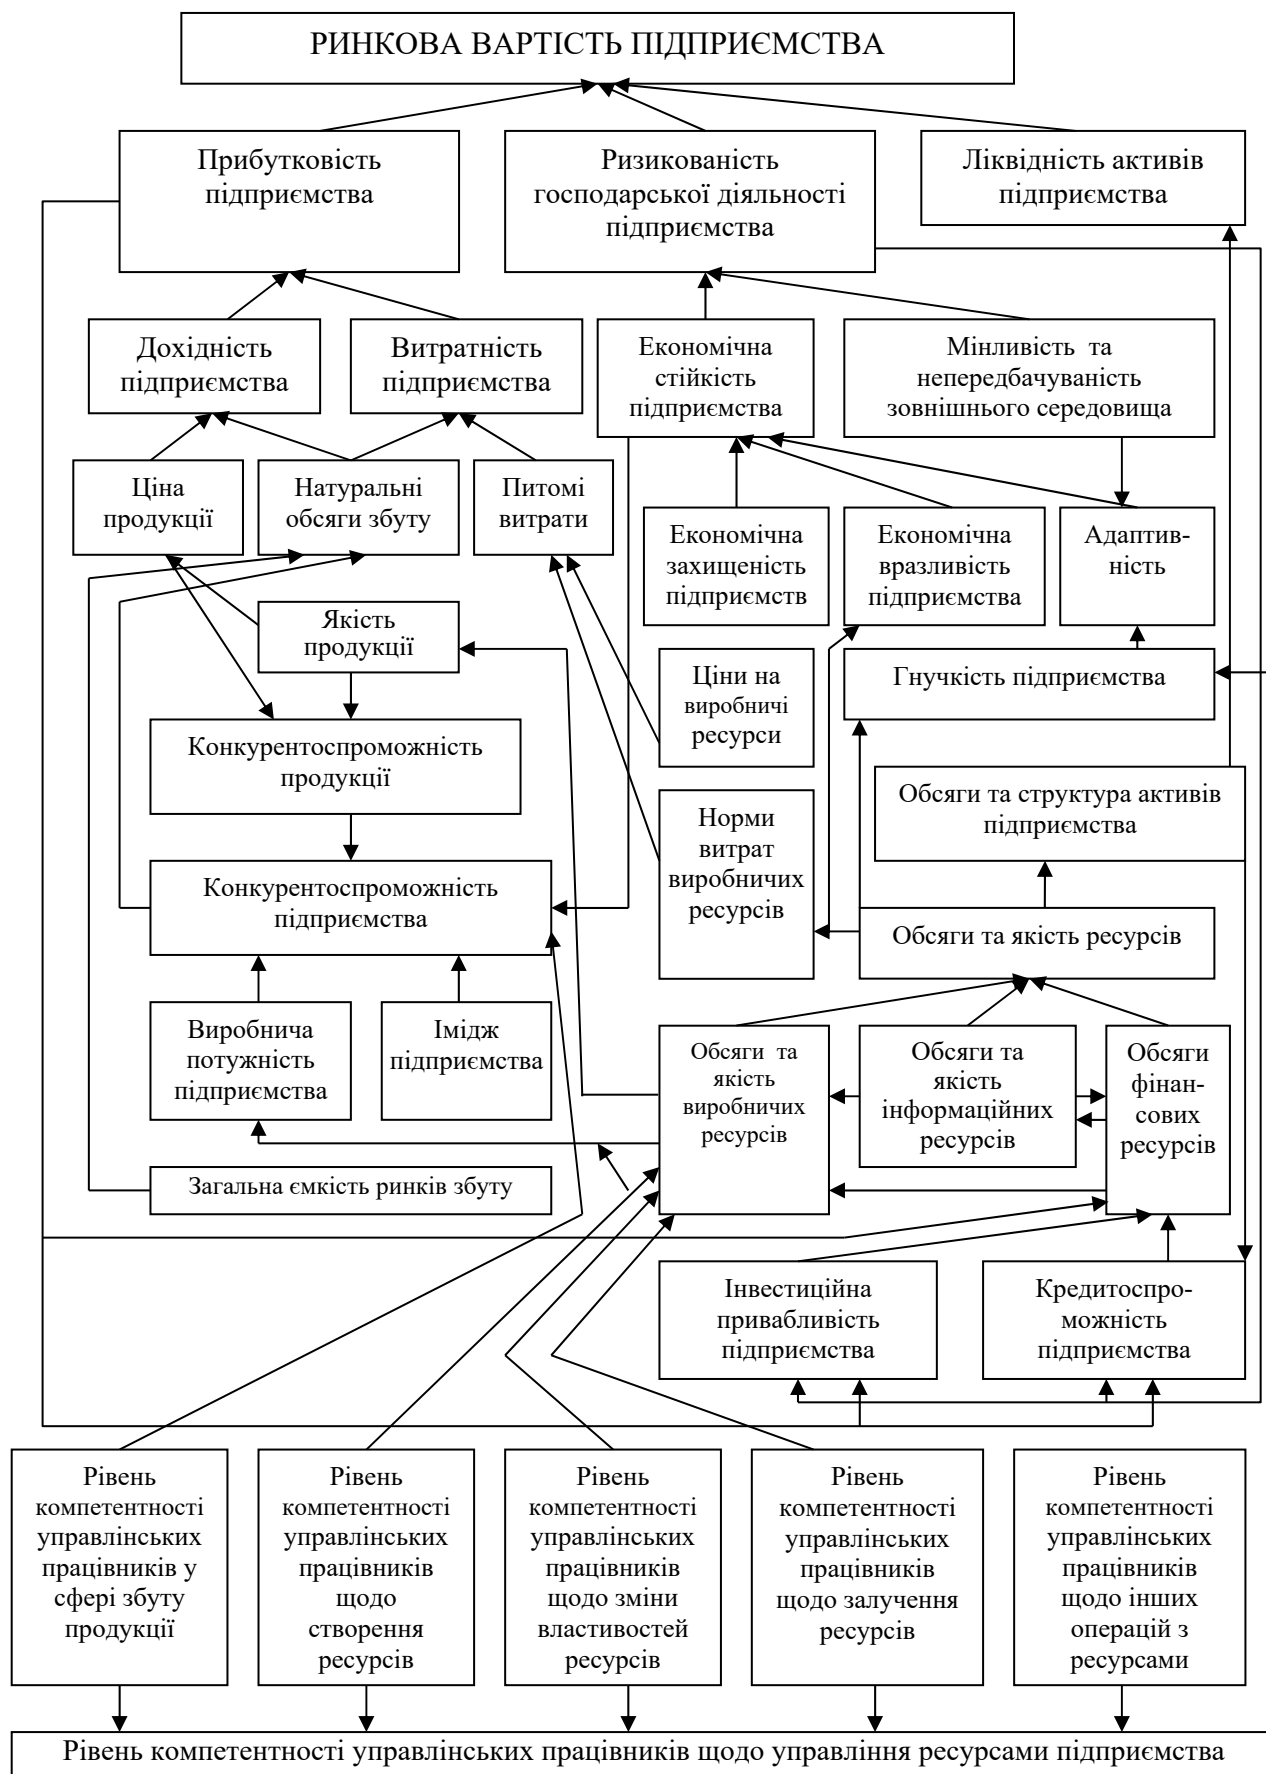 РИНКОВА ВАРТІСТЬ ПІДПРИЄМСТВА
Прибутковість
підприємства
Ризикованість
господарської діяльності
підприємства
Ліквідність активів
підприємства
Дохідність
підприємства
Витратність
підприємства
Економічна
стійкість
підприємства
Мінливість та
непередбачуваність
зовнішнього середовища
Ціна
продукції
Натуральні
обсяги збуту
Питомі
витрати
Економічна
захищеність
підприємств
Економічна
вразливість
підприємства
Адаптив-
ність
Якість
продукції
Ціни на
виробничі
ресурси
Гнучкість підприємства
Конкурентоспроможність
продукції
Норми
витрат
виробничих
ресурсів
Обсяги та структура активів
підприємства
Конкурентоспроможність
підприємства
Обсяги та якість ресурсів
Виробнича
потужність
підприємства
Імідж
підприємства
Обсяги та
якість
виробничих
ресурсів
Обсяги та
якість
інформаційних
ресурсів
Обсяги
фінан-
сових
ресурсів
Загальна ємкість ринків збуту
Інвестиційна
привабливість
підприємства
Кредитоспро-
можність
підприємства
Рівень
компетентності
управлінських
працівників у
сфері збуту
продукції
Рівень
компетентності
управлінських
працівників
щодо
створення
ресурсів
Рівень
компетентності
управлінських
працівників
щодо зміни
властивостей
ресурсів
Рівень
компетентності
управлінських
працівників
щодо залучення
ресурсів
Рівень
компетентності
управлінських
працівників
щодо інших
операцій з
ресурсами
Рівень компетентності управлінських працівників щодо управління ресурсами підприємства